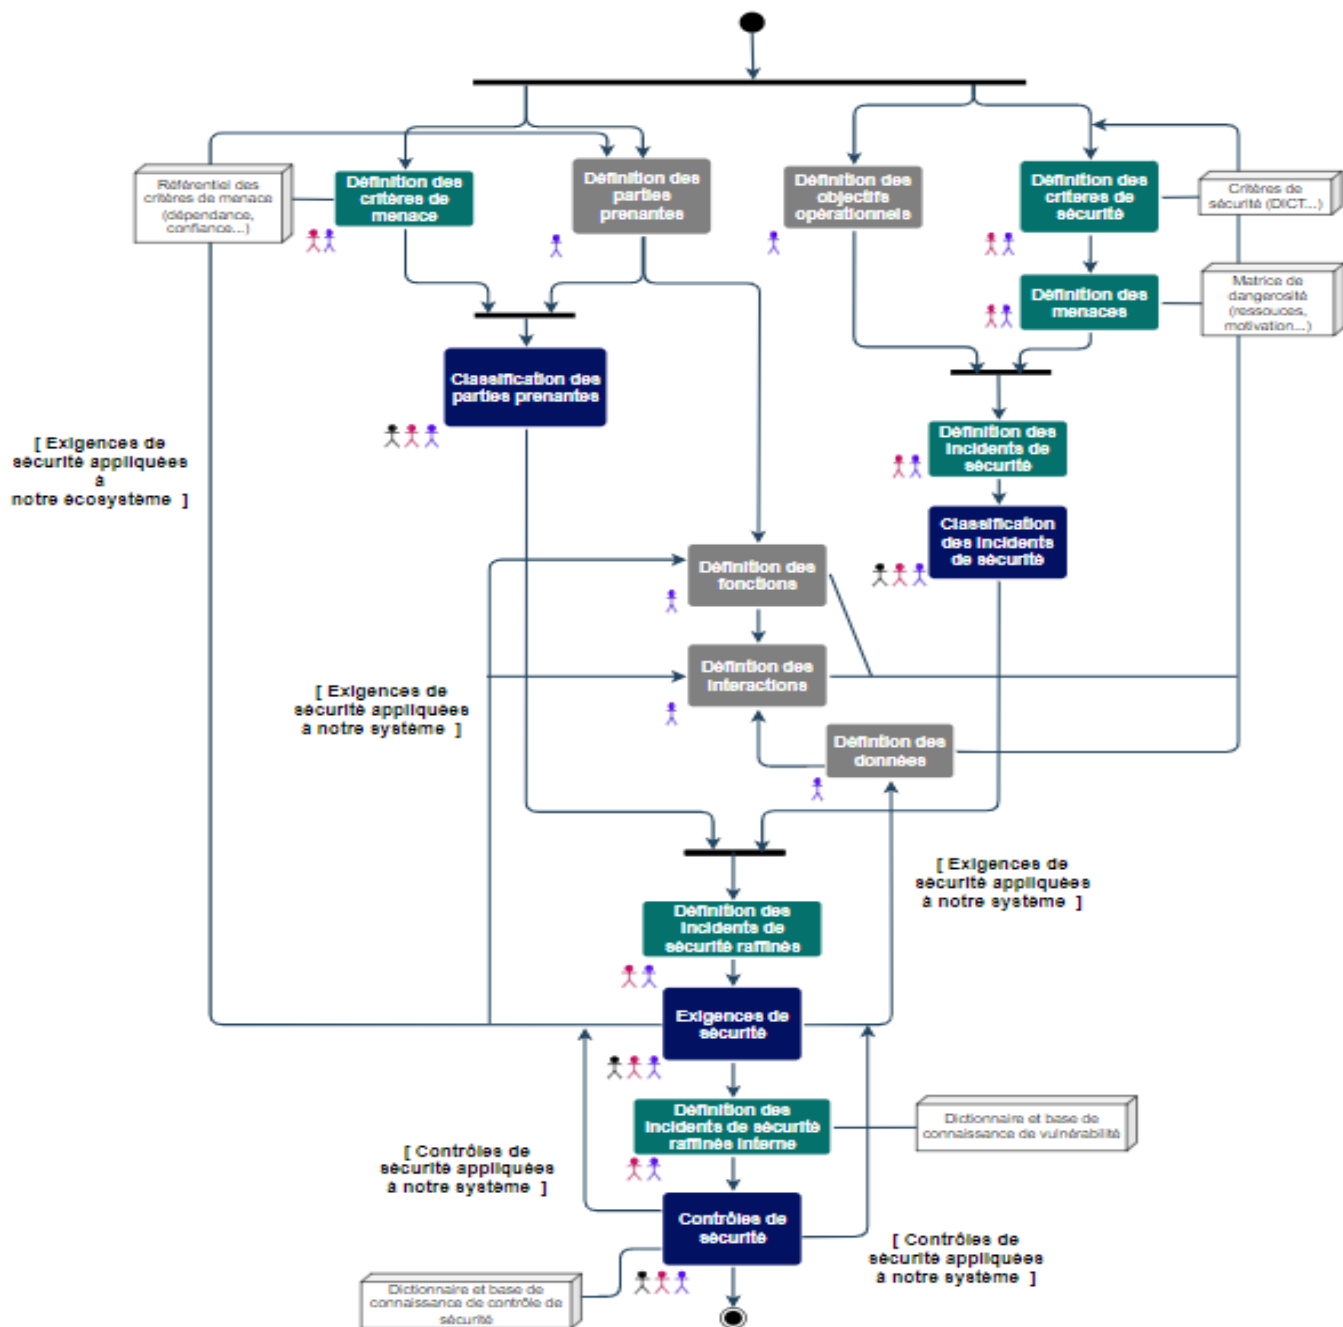 Référentiel des
critères de menace
(dépendance,
confiance...)
Définition des
critères de
menace
Définition des
parties
prenantes
Définition des
objectifs
opérationnels
Définition des
critères de
sécurité
Critères de
sécurité (DICT...)
Définition des
menaces
Matrice de
dangerosité
(ressouces,
motivation...)
Classification des
parties prenantes
[ Exigences de
sécurité appliquées
à
notre écosystème ]
Définition des
incidents de
sécurité
Classification
des incidents
de sécurité
Définition des
fonctions
Définition des
interactions
[ Exigences de
sécurité appliquées
à notre système ]
Défintion des
données
[ Exigences de
sécurité appliquées
à notre système ]
Définition des
incidents de
sécurité raffinés
Exigences de
sécurité
Définition des
incidents de sécurité
raffinés interne
Dictionnaire et base de
connaissance de vulnérabilité
[ Contrôles de
sécurité appliquées
à notre système ]
Contrôles de
sécurité
[ Contrôles de
sécurité appliquées
à notre système ]
Dictionnaire et base de
connaissance de contrôle de
sécurité